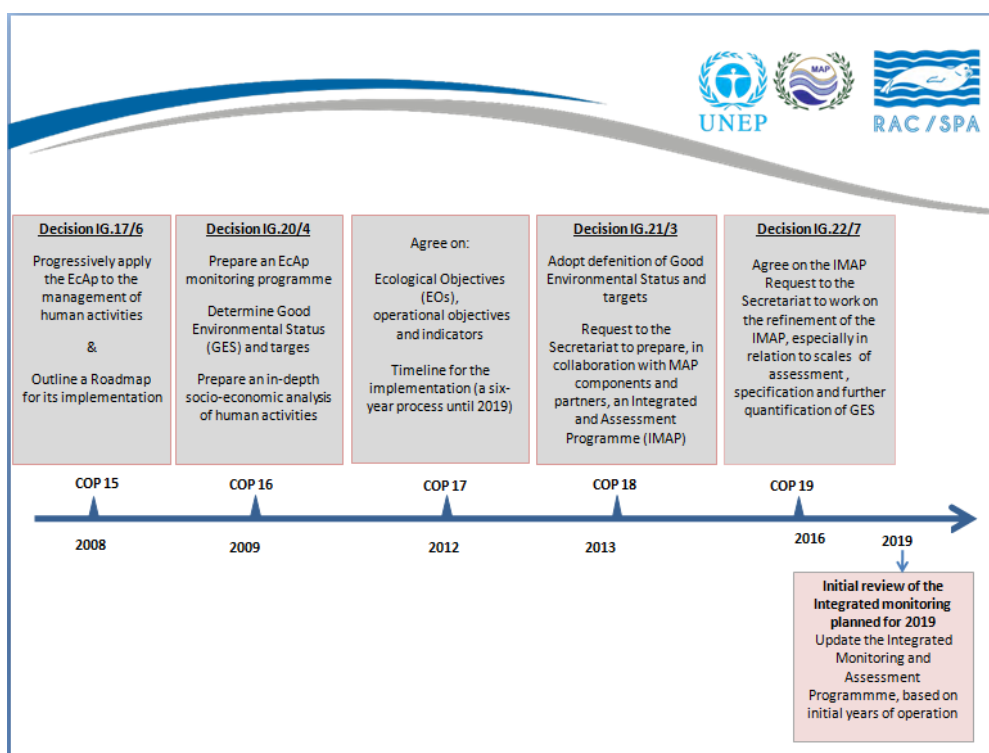 UNEP
MAP
RAC/SPA
Decision IG.17/6
Progressively apply
the EcAp to the
management of
human activities
&
Outline a Roadmap
for its implementation
Decision IG.20/4
Prepare an EcAp
monitoring programme
Determine Good
Environmental Status
(GES) and targes
Prepare an in-depth
socio-economic analysis
of human activities
Agree on:
Ecological Objectives
(EOs),
operational objectives
and indicators
Timeline for the
implementation (a six-
year process until 2019)
Decision IG.21/3
Adopt defenition of Good
Environmental Status and
targets
Request to the
Secretariat to prepare, in
collaboration with MAP
components and
partners, an Integrated
and Assessment
Programme (IMAP)
Decision IG.22/7
Agree on the IMAP
Request to the
Secretariat to work on
the refinement of the
IMAP, especially in
relation to scales of
assessment ,
specification and further
quantification of GES
COP 15
COP 16
COP 17
COP 18
COP 19
2008
2009
2012
2013
2016
2019
Initial review of the
Integrated monitoring
planned for 2019
Update the Integrated
Monitoring and
Assessment
Programmme, based on
initial years of operation